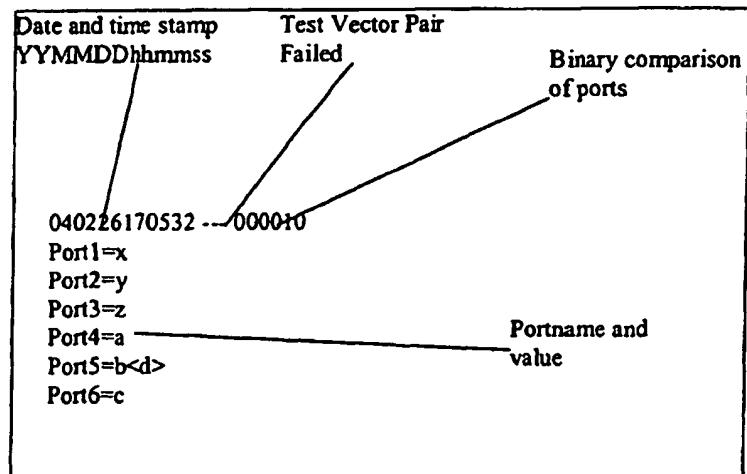 Date and time stamp
YYMMDDhhmmss
Test Vector Pair
Failed
Binary comparison
of ports
040226170532 --- 000010
Port1=x
Port2=y
Port3=z
Port4=a
Port5=b<d>
Port6=c
Portname and
value